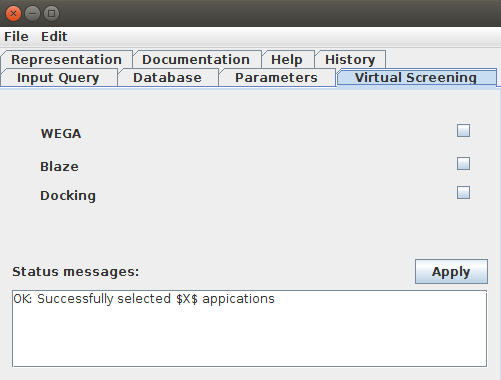 File Edit
Representation Documentation Help History
Input Query Database Parameters Virtual Screening
WEGA
Blaze
Docking
Status messages: Apply
OK: Successfully selected $X$ appications